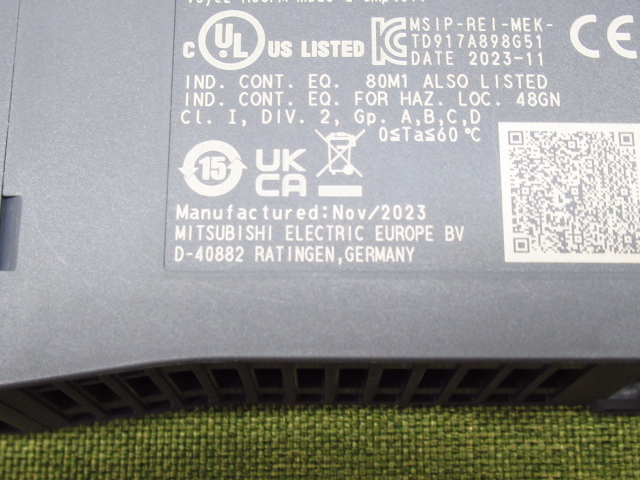 MSIP-REI-MEK-
c UL US LISTED TD917A898G51
DATE 2023-11
CE
IND. CONT. EQ. 80M1 ALSO LISTED
IND. CONT. EQ. FOR HAZ. LOC. 48GN
Cl. I, DIV. 2, Gp. A,B,C,D
0≤Ta≤60℃
15
UK
CA
Manufactured:Nov/2023
MITSUBISHI ELECTRIC EUROPE BV
D-40882 RATINGEN,GERMANY